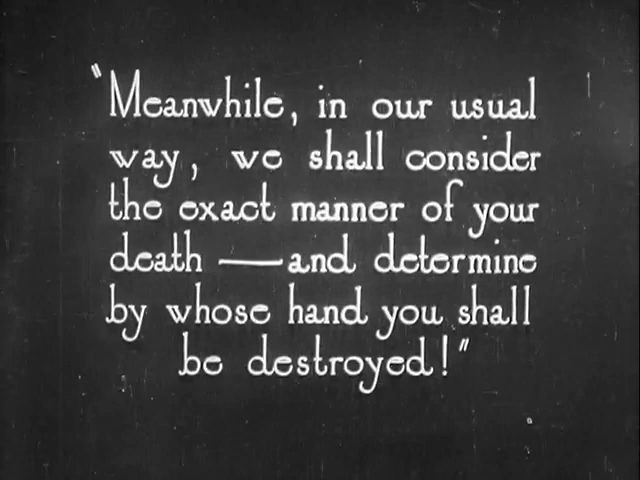 "Meanwhile, in our usual
way, we shall consider
the exact manner of your
death — and determine
by whose hand you shall
be destroyed!"